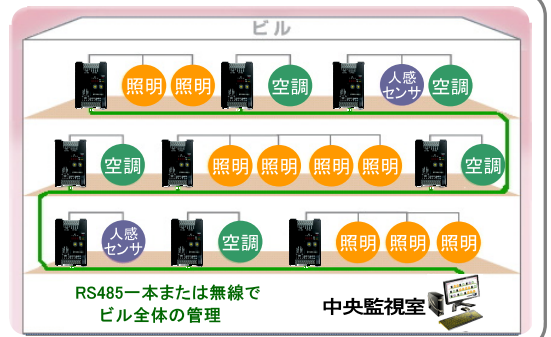 ビル
照明 照明 空調 人感センサ 空調
空調 照明 照明 照明 照明 空調
人感センサ 空調 照明 照明 照明
RS485一本または無線で
ビル全体の管理
中央監視室